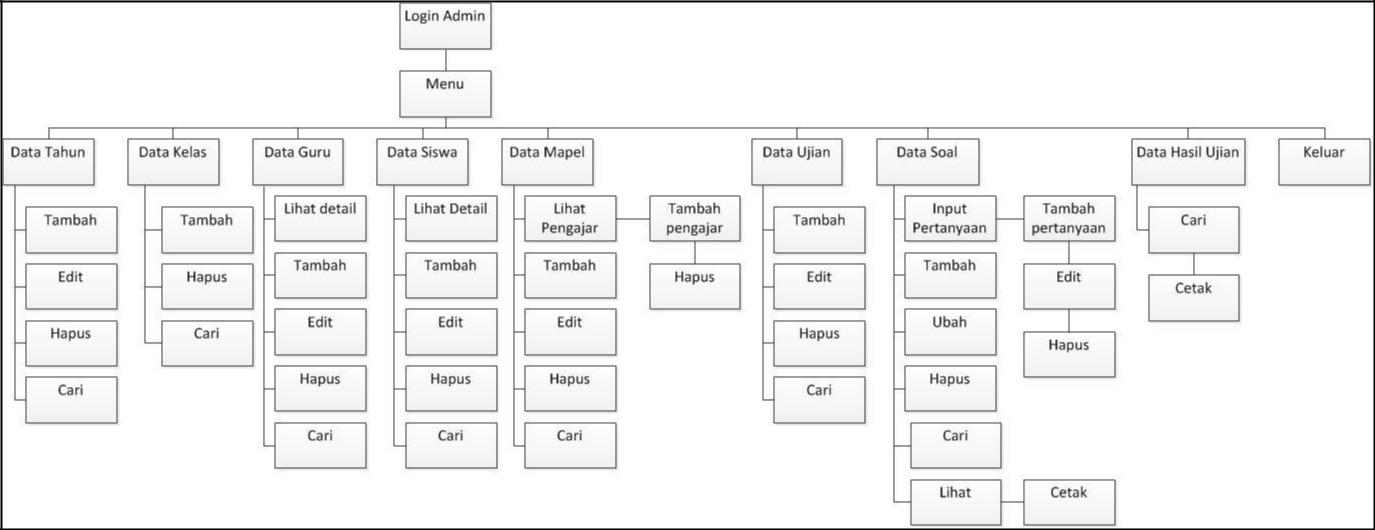 Login Admin
Menu
Data Tahun
Data Kelas
Data Guru
Data Siswa
Data Mapel
Data Ujian
Data Soal
Data Hasil Ujian
Keluar
Tambah
Edit
Hapus
Cari
Tambah
Hapus
Cari
Lihat detail
Tambah
Edit
Hapus
Cari
Lihat Detail
Tambah
Edit
Hapus
Cari
Lihat
Pengajar
Tambah
pengajar
Hapus
Tambah
Edit
Hapus
Cari
Tambah
Edit
Hapus
Cari
Input
Pertanyaan
Tambah
pertanyaan
Edit
Hapus
Tambah
Ubah
Hapus
Cari
Lihat
Cetak
Cari
Cetak